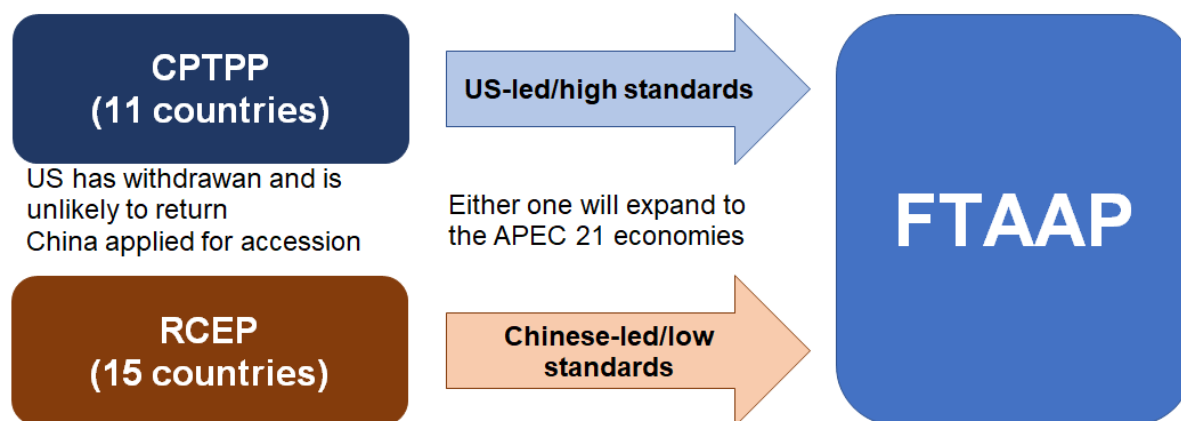 CPTPP
(11 countries)
US-led/high standards
US has withdrawan and is
unlikely to return
China applied for accession
Either one will expand to
the APEC 21 economies
FTAAP
RCEP
(15 countries)
Chinese-led/low
standards